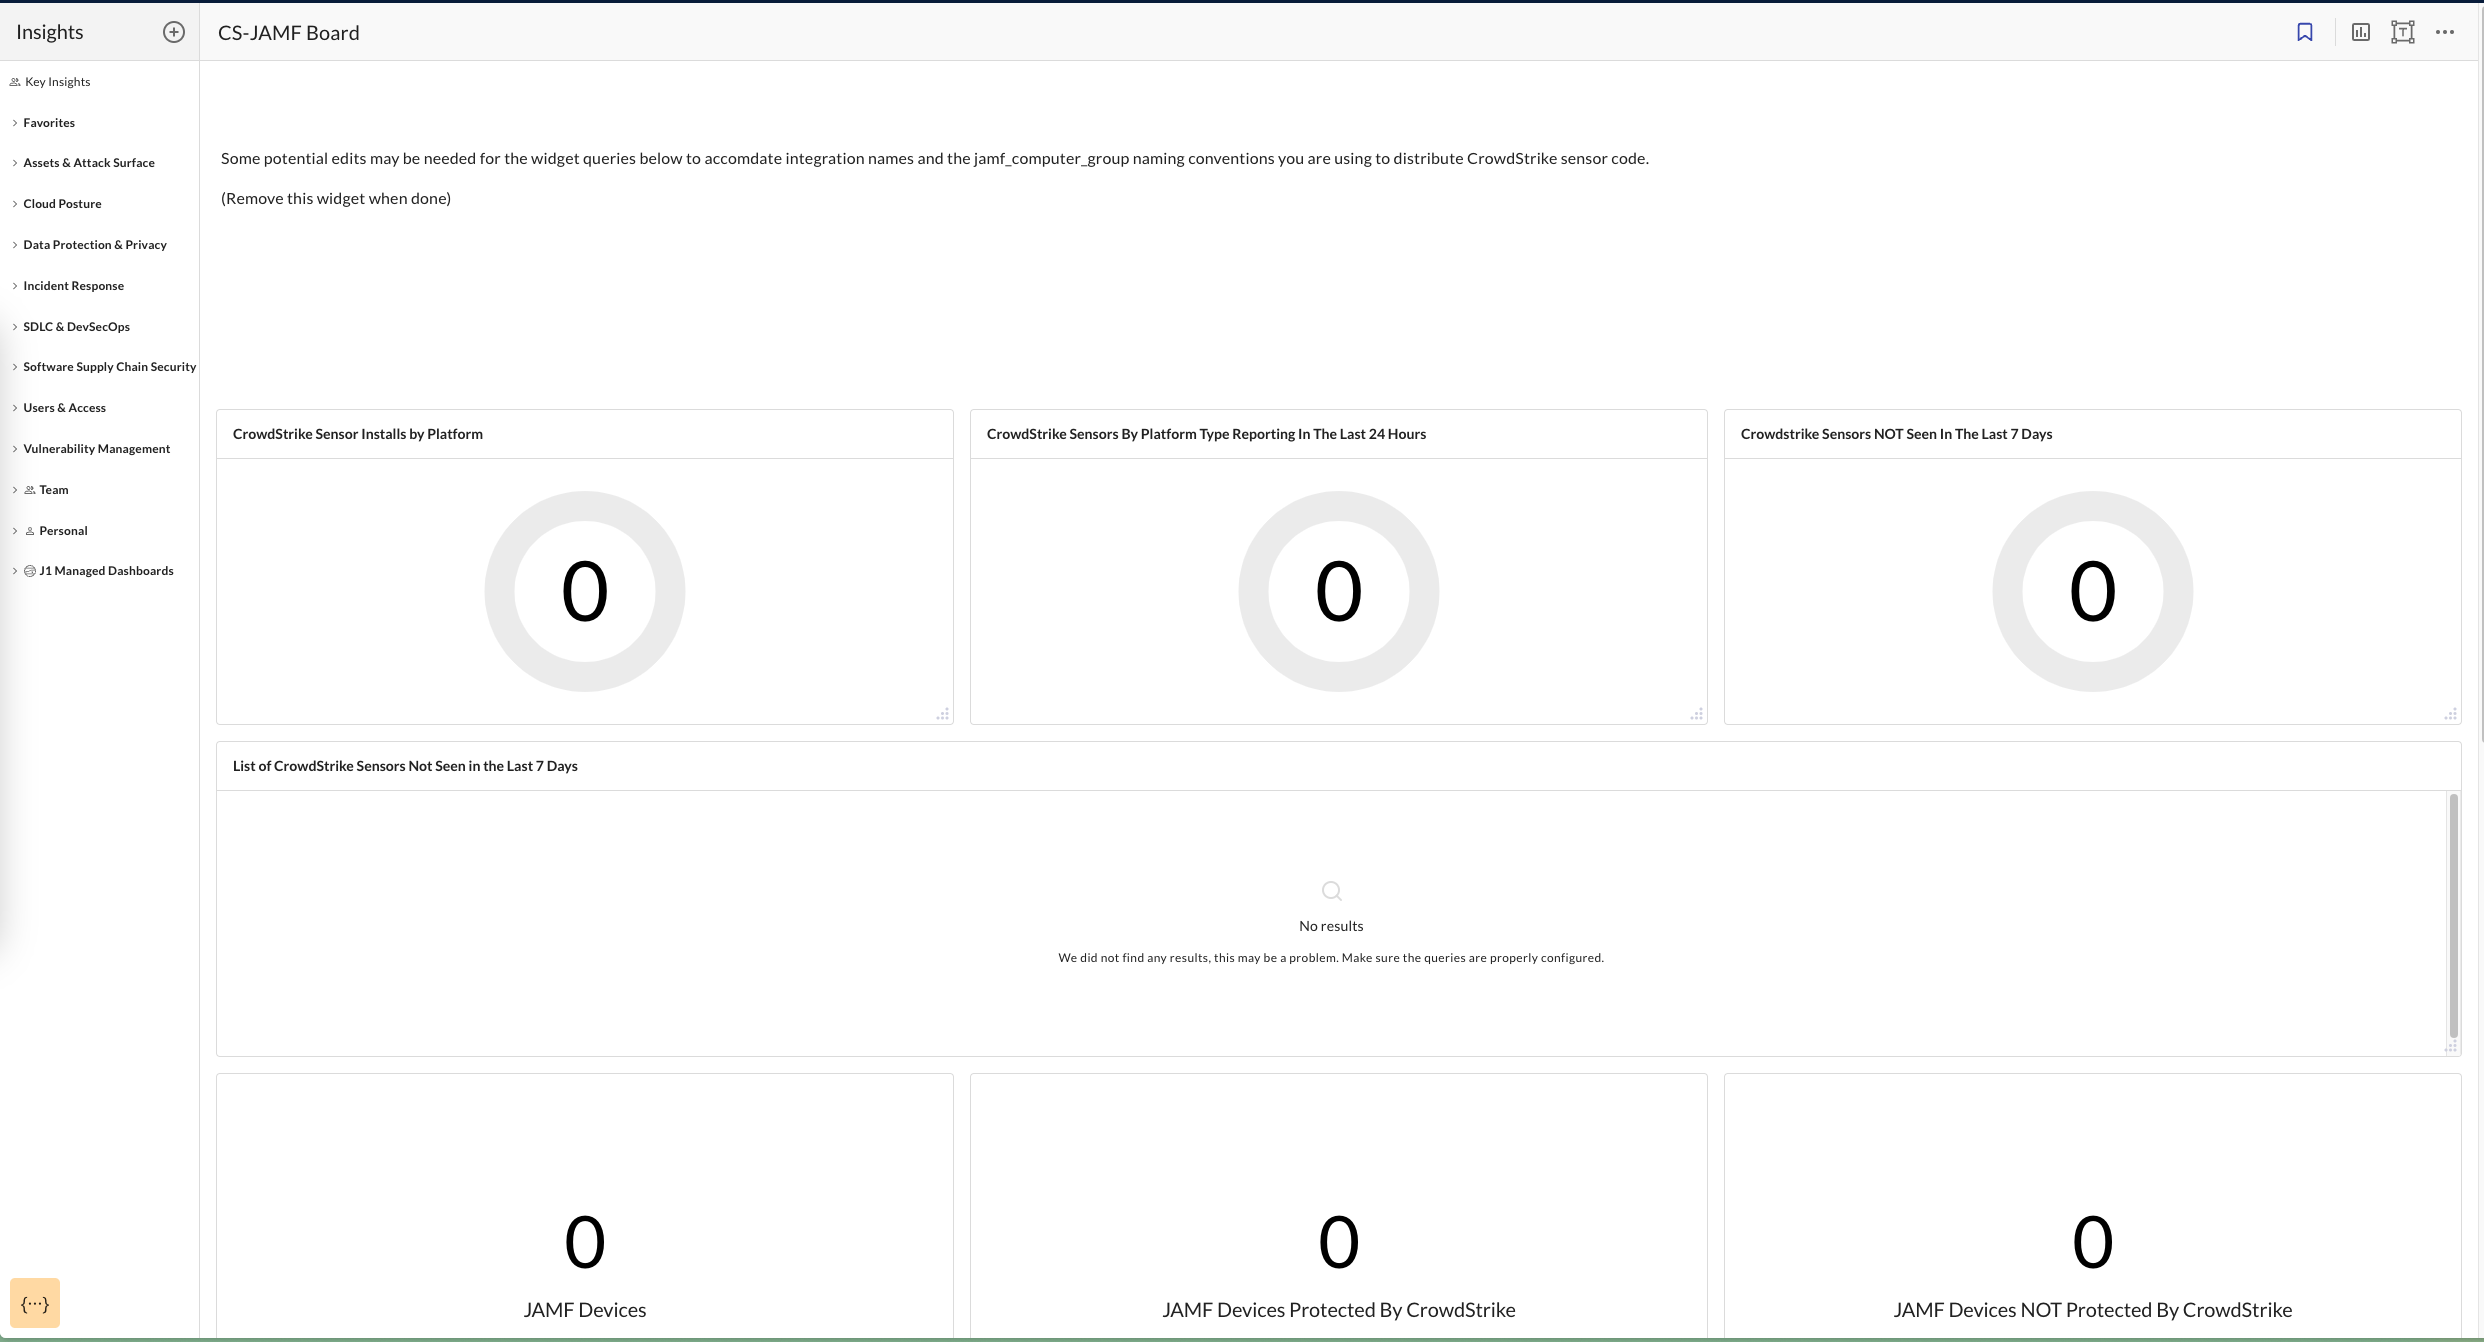 Insights
CS-JAMF Board
Key Insights
Favorites
Assets & Attack Surface
Cloud Posture
Data Protection & Privacy
Incident Response
SDLC & DevSecOps
Software Supply Chain Security
Users & Access
Vulnerability Management
Team
Personal
J1 Managed Dashboards
{···}
Some potential edits may be needed for the widget queries below to accomdate integration names and the jamf_computer_group naming conventions you are using to distribute CrowdStrike sensor code.
(Remove this widget when done)
CrowdStrike Sensor Installs by Platform
0
CrowdStrike Sensors By Platform Type Reporting In The Last 24 Hours
0
Crowdstrike Sensors NOT Seen In The Last 7 Days
0
List of CrowdStrike Sensors Not Seen in the Last 7 Days
No results
We did not find any results, this may be a problem. Make sure the queries are properly configured.
0
JAMF Devices
0
JAMF Devices Protected By CrowdStrike
0
JAMF Devices NOT Protected By CrowdStrike